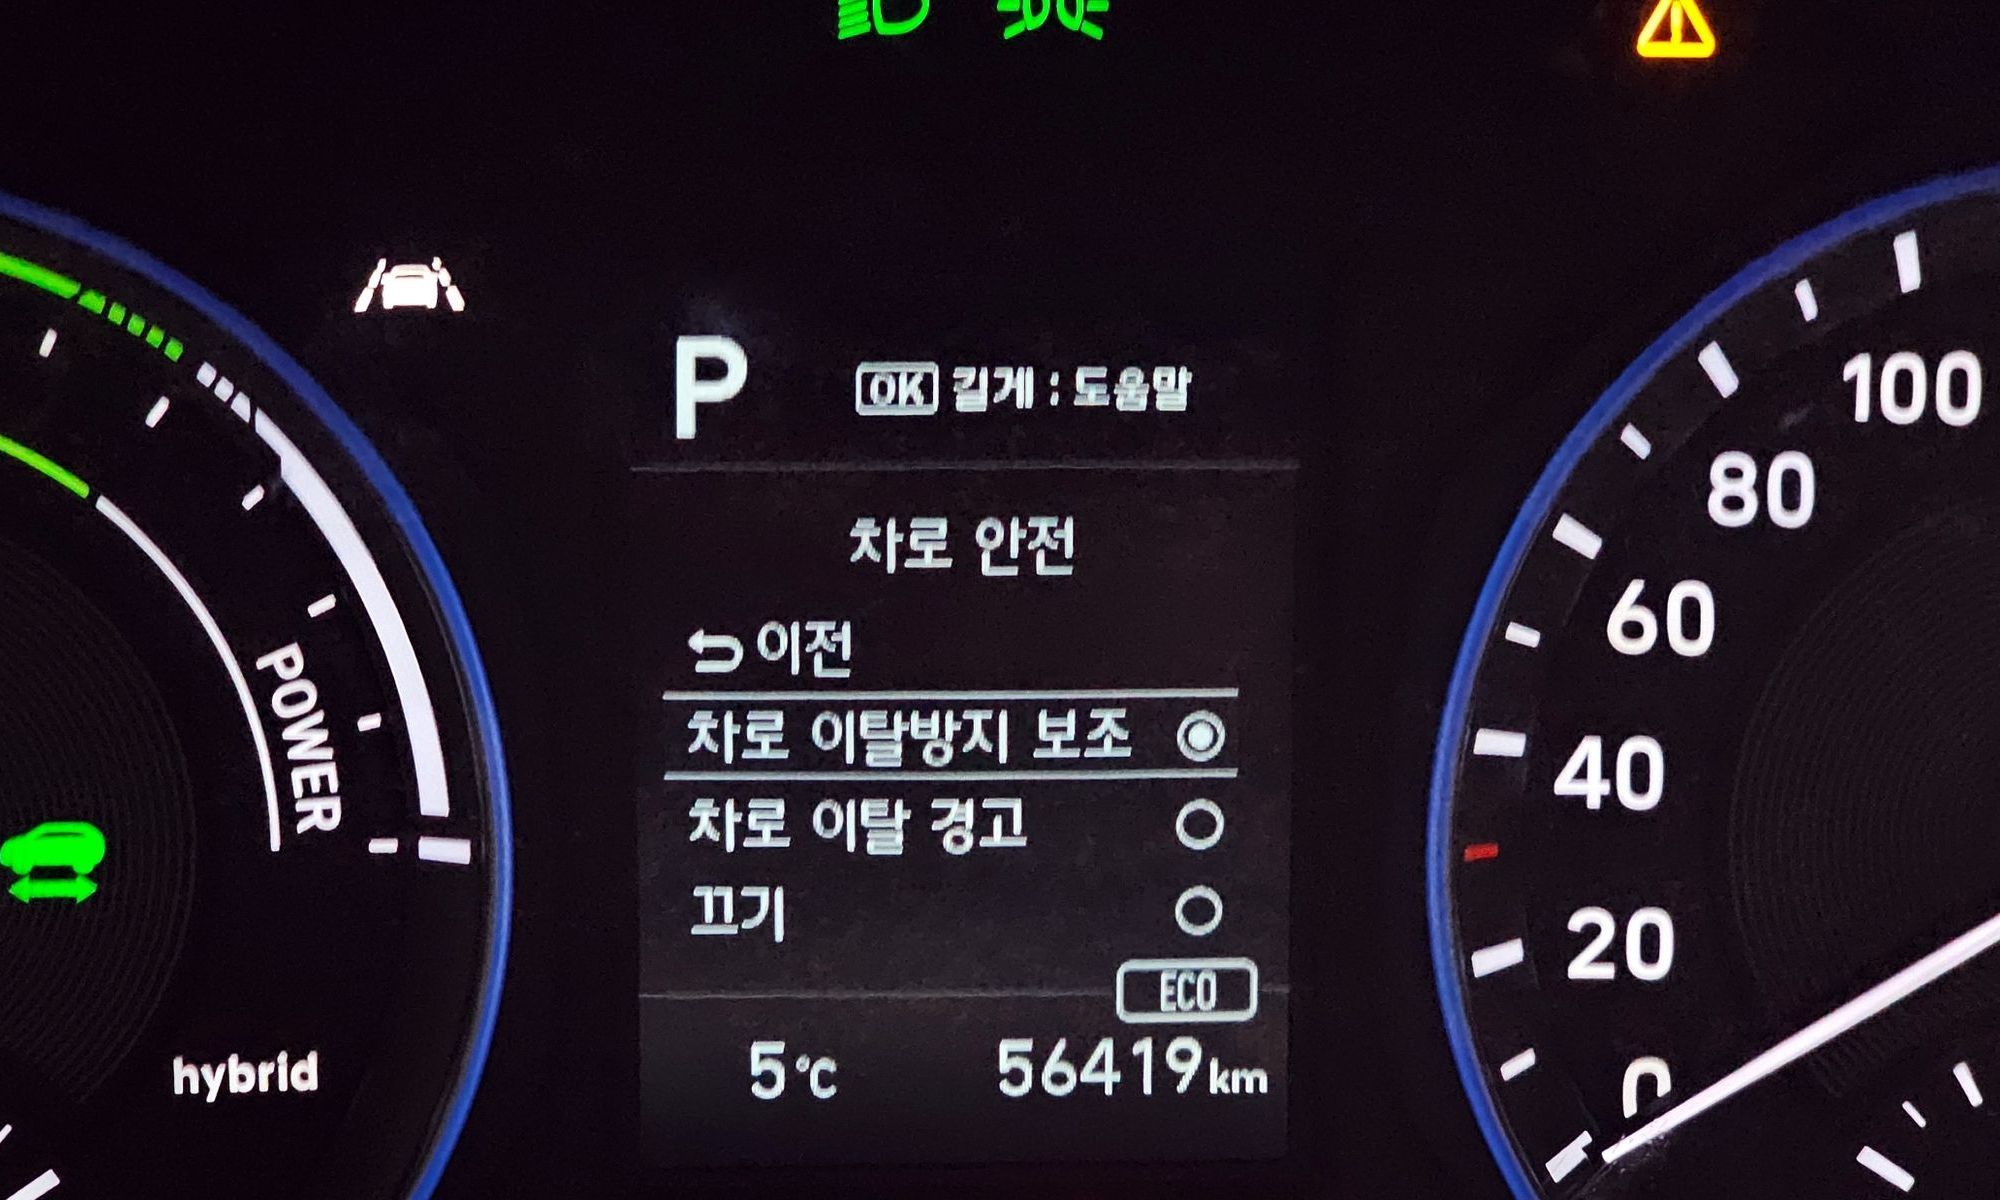 P
OK 길게 : 도움말
차로 안전
이전
차로 이탈방지 보조
차로 이탈 경고
끄기
ECO
5°C 56419km
POWER
hybrid
100
80
60
40
20
0